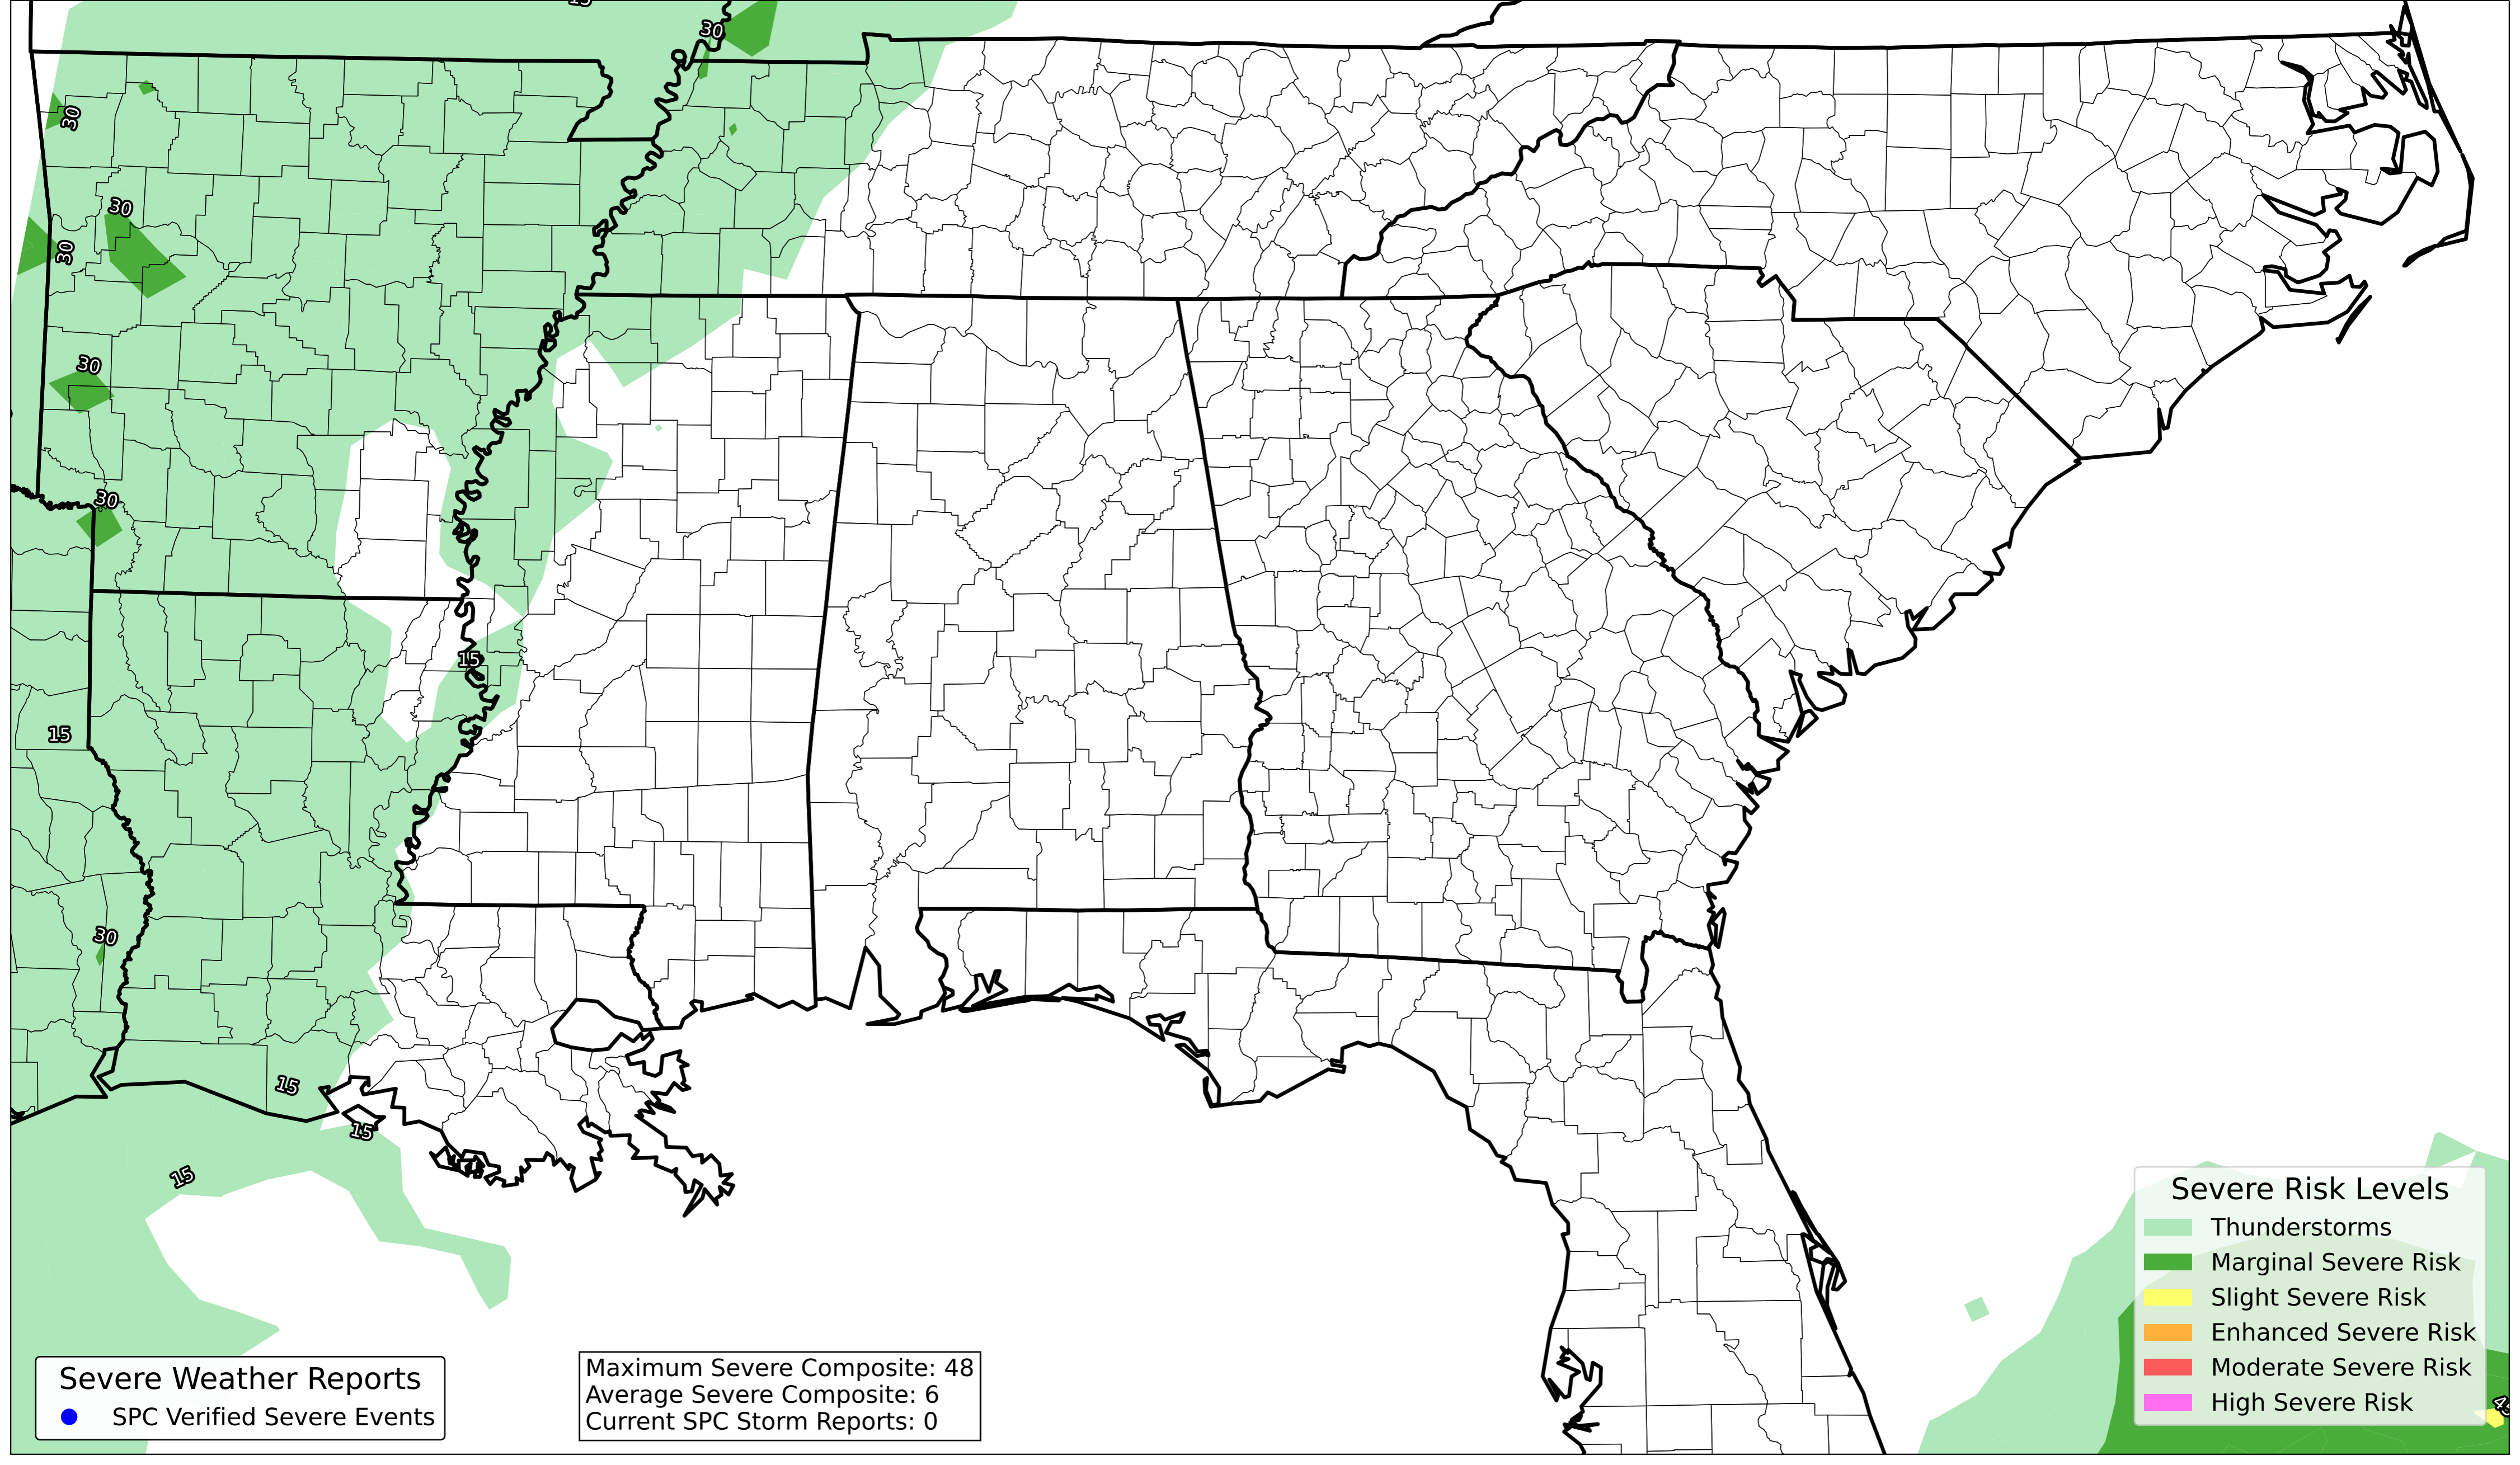 15
30
30
30
30
30
30
15
15
30
15
15
15
Severe Risk Levels
Thunderstorms
Marginal Severe Risk
Slight Severe Risk
Enhanced Severe Risk
Moderate Severe Risk
High Severe Risk
45
Severe Weather Reports
SPC Verified Severe Events
Maximum Severe Composite: 48
Average Severe Composite: 6
Current SPC Storm Reports: 0